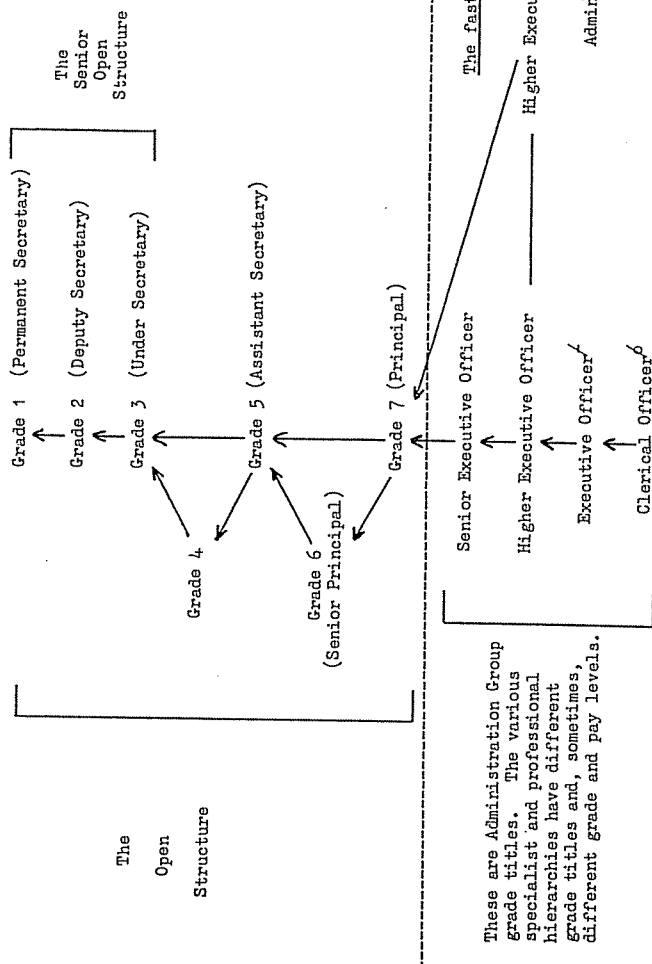 The
Senior
Open
Structure
Grade 1 (Permanent Secretary)
Grade 2 (Deputy Secretary)
Grade 3 (Under Secretary)
Grade 4
Grade 5 (Assistant Secretary)
Grade 6
(Senior Principal)
Grade 7 (Principal)
The
Open
Structure
Senior Executive Officer
Higher Executive Officer
Executive Officer
Clerical Officer
The fast
Higher Execu
Admin
These are Administration Group
grade titles. The various
specialist and professional
hierarchies have different
grade titles and, sometimes,
different grade and pay levels.